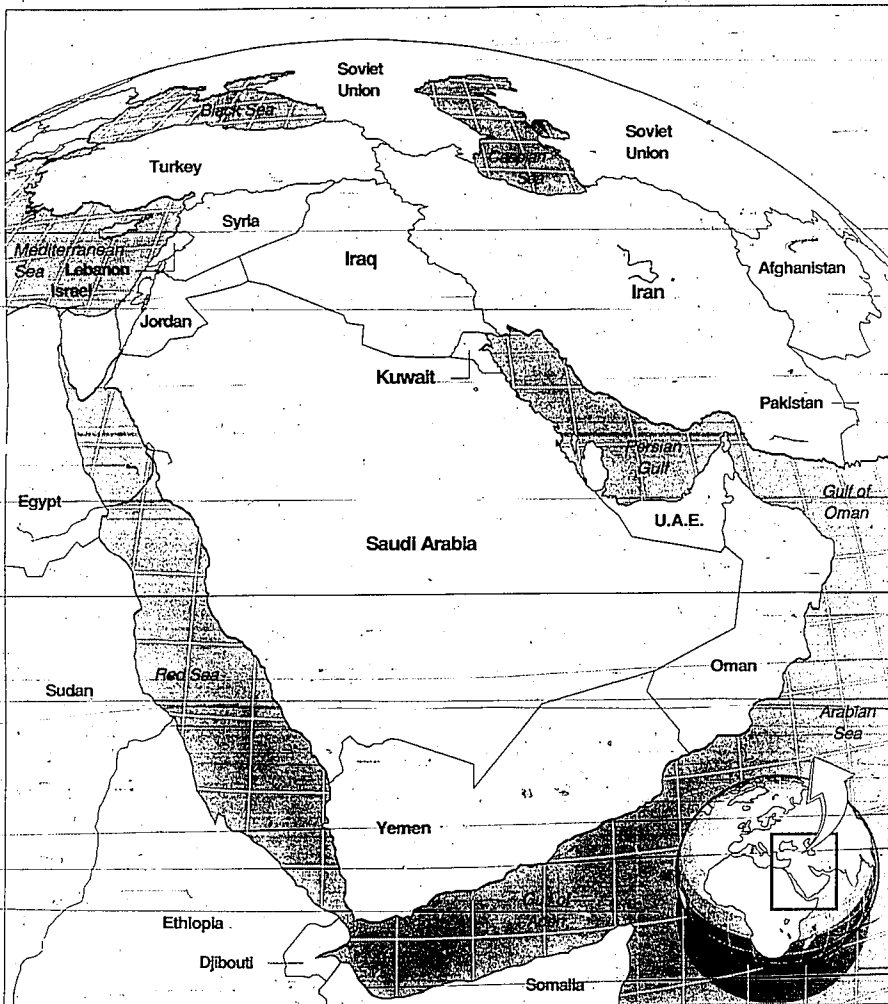 Soviet
Union
Black Sea
Soviet
Union
Caspian
Sea
Turkey
Syria
Mediterranean
Sea
Lebanon
Israel
Iraq
Iran
Afghanistan
Jordan
Kuwait
Pakistan
Persian
Gulf
Egypt
Gulf of
Oman
U.A.E.
Saudi Arabia
Red Sea
Sudan
Oman
Arabian
Sea
Yemen
Gulf of
Aden
Ethiopia
Djibouti
Somalia